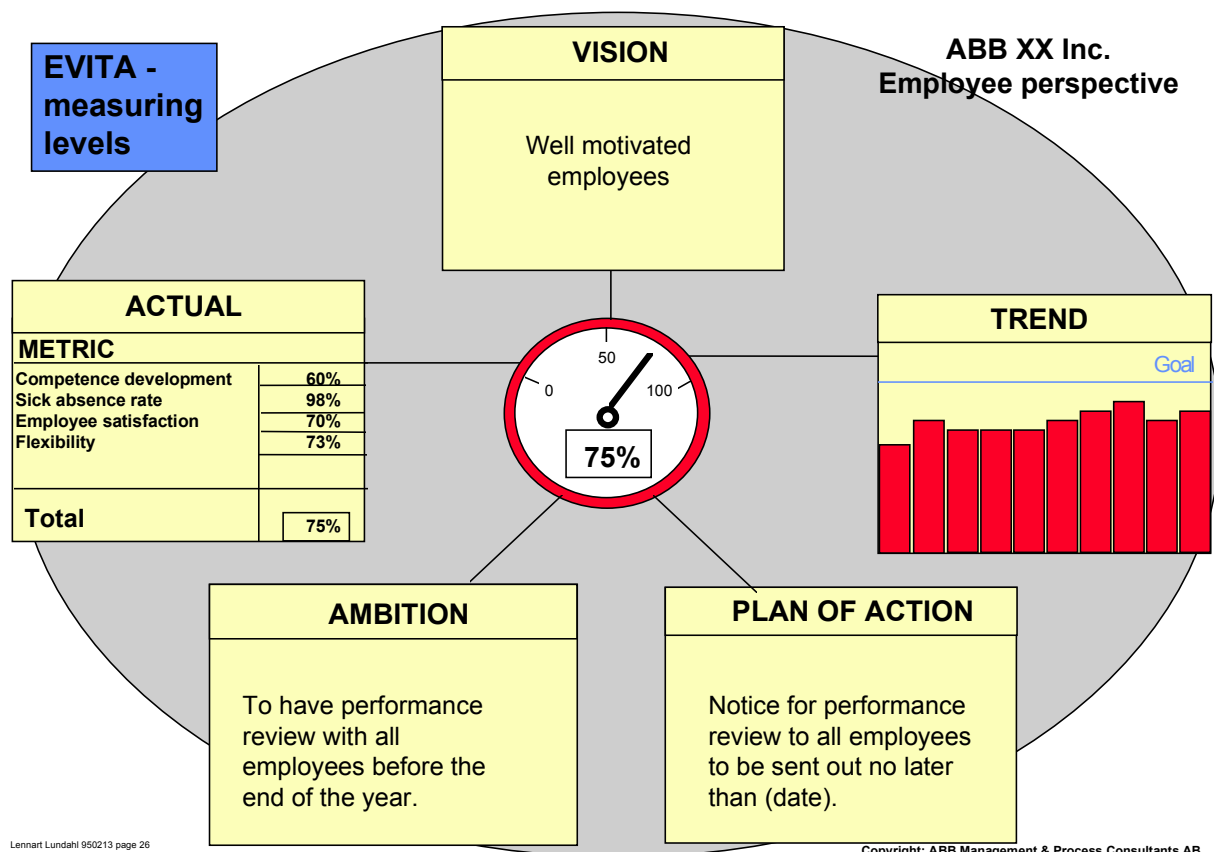 EVITA -
measuring
levels
VISION
Well motivated
employees
ABB XX Inc.
Employee perspective
ACTUAL
METRIC
Competence development 60%
Sick absence rate 98%
Employee satisfaction 70%
Flexibility 73%
Total 75%
50
0 100
75%
TREND
Goal
AMBITION
To have performance
review with all
employees before the
end of the year.
PLAN OF ACTION
Notice for performance
review to all employees
to be sent out no later
than (date).
Lennart Lundahl 950213 page 26
Copyright: ABB Management & Process Consultants AB